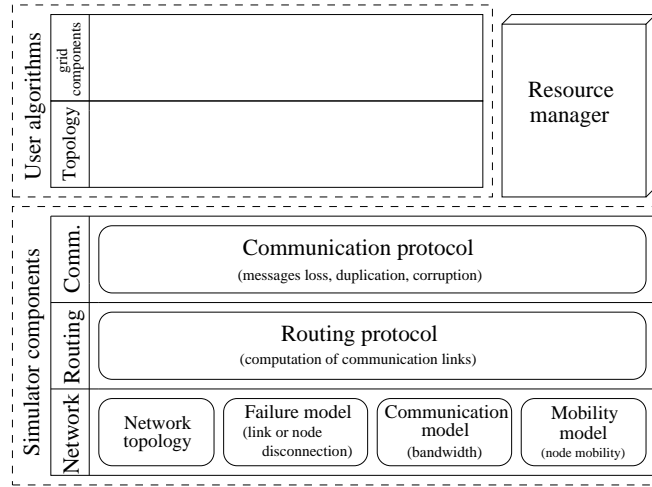 User algorithms
grid
components
Topology
Resource
manager
Simulator components
Comm.
Communication protocol
(messages loss, duplication, corruption)
Routing
Routing protocol
(computation of communication links)
Network
Network
topology
Failure model
(link or node
disconnection)
Communication
model
(bandwidth)
Mobility
model
(node mobility)